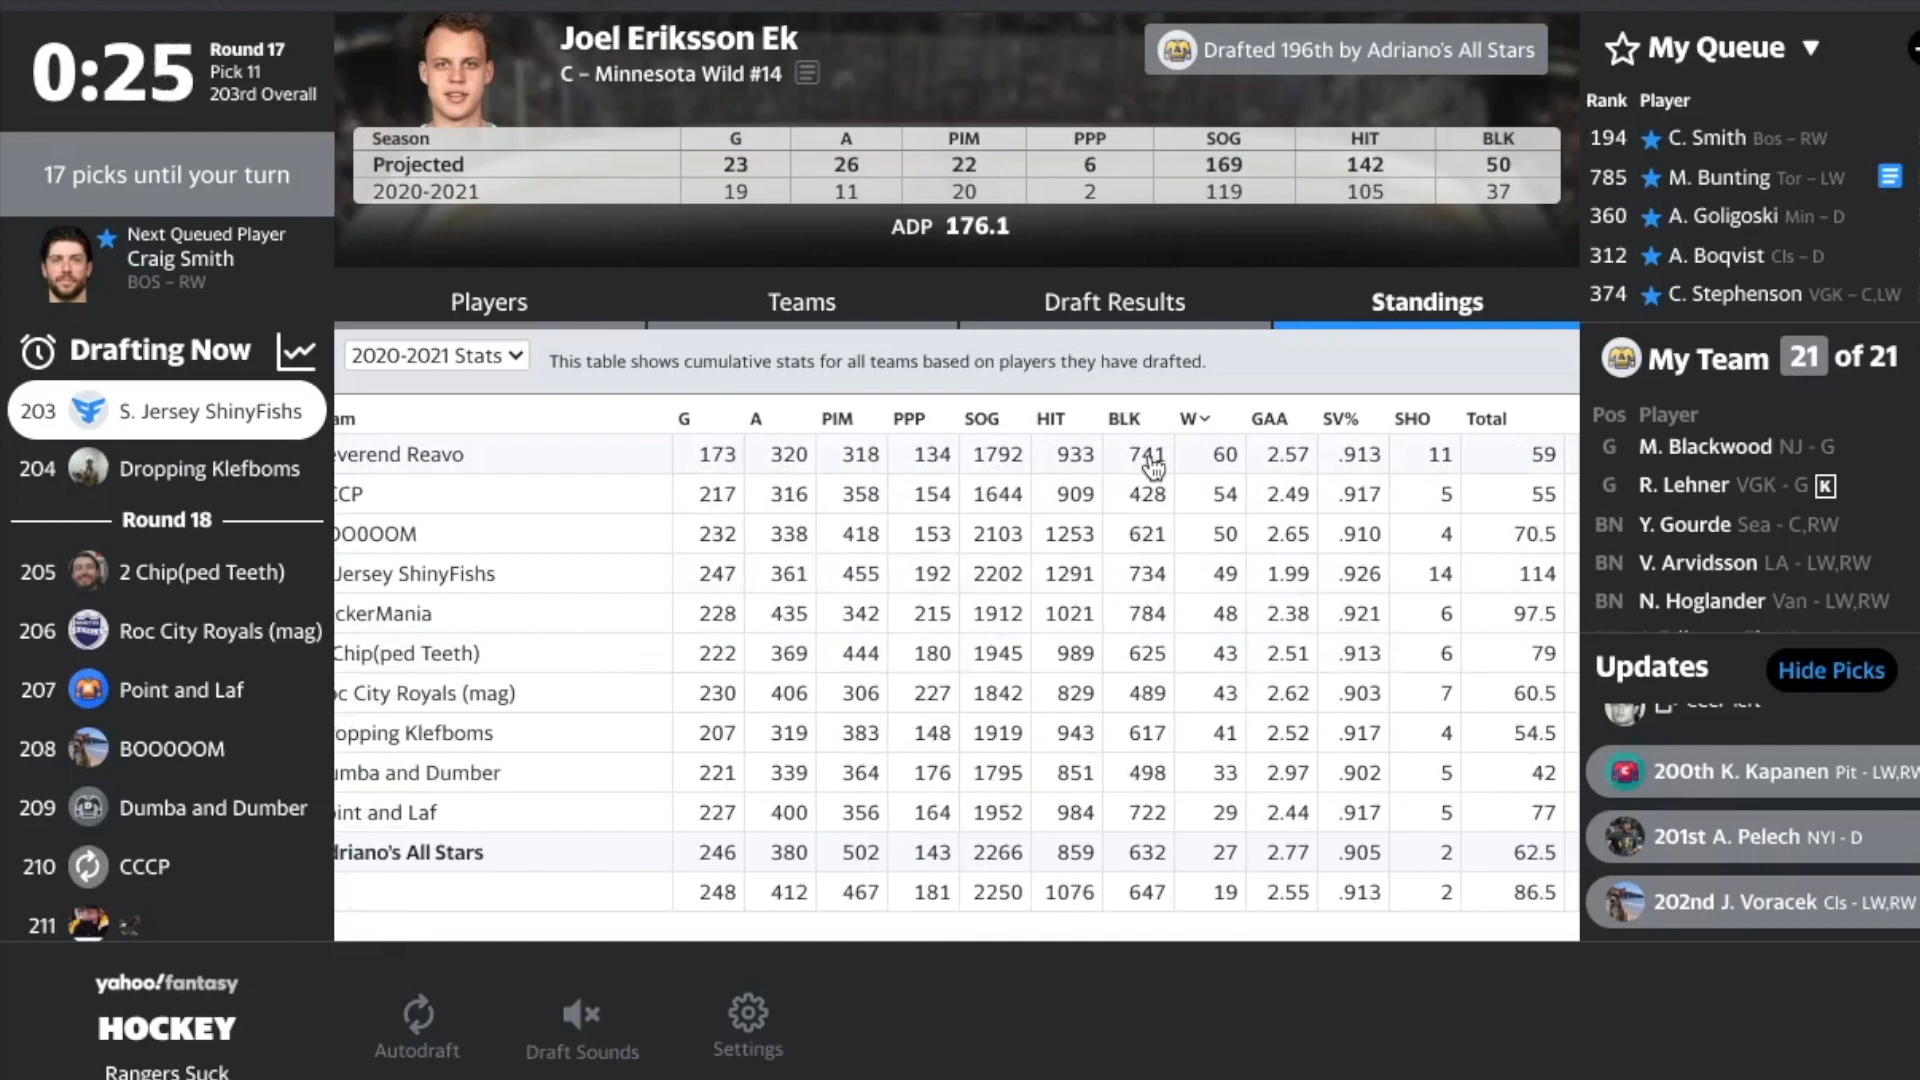 0:25
Round 17
Pick 11
203rd Overall
17 picks until your turn
Next Queued Player
Craig Smith
BOS – RW
Drafting Now
203 S. Jersey ShinyFishs
204 Dropping Klefboms
Round 18
205 2 Chip(ped Teeth)
206 Roc City Royals (mag)
207 Point and Laf
208 BOO0OOM
209 Dumba and Dumber
210 CCCP
211
yahoo!fantasy
HOCKEY
Rangers Suck
Joel Eriksson Ek
C – Minnesota Wild #14
Drafted 196th by Adriano's All Stars
Season G A PIM PPP SOG HIT BLK
Projected 23 26 22 6 169 142 50
2020-2021 19 11 20 2 119 105 37
ADP 176.1
Players Teams Draft Results Standings
2020-2021 Stats This table shows cumulative stats for all teams based on players they have drafted.
am G A PIM PPP SOG HIT BLK W GAA SV% SHO Total
everend Reavo 173 320 318 134 1792 933 741 60 2.57 .913 11 59
CCP 217 316 358 154 1644 909 428 54 2.49 .917 5 55
OO0OOM 232 338 418 153 2103 1253 621 50 2.65 .910 4 70.5
Jersey ShinyFishs 247 361 455 192 2202 1291 734 49 1.99 .926 14 114
ckerMania 228 435 342 215 1912 1021 784 48 2.38 .921 6 97.5
Chip(ped Teeth) 222 369 444 180 1945 989 625 43 2.51 .913 6 79
oc City Royals (mag) 230 406 306 227 1842 829 489 43 2.62 .903 7 60.5
opping Klefboms 207 319 383 148 1919 943 617 41 2.52 .917 4 54.5
umba and Dumber 221 339 364 176 1795 851 498 33 2.97 .902 5 42
int and Laf 227 400 356 164 1952 984 722 29 2.44 .917 5 77
driano's All Stars 246 380 502 143 2266 859 632 27 2.77 .905 2 62.5
248 412 467 181 2250 1076 647 19 2.55 .913 2 86.5
Autodraft Draft Sounds Settings
My Queue
Rank Player
194 C. Smith Bos – RW
785 M. Bunting Tor – LW
360 A. Goligoski Min – D
312 A. Boqvist Cls – D
374 C. Stephenson VGK – C,LW
My Team 21 of 21
Pos Player
G M. Blackwood NJ - G
G R. Lehner VGK - G K
BN Y. Gourde Sea - C,RW
BN V. Arvidsson LA - LW,RW
BN N. Hoglander Van - LW,RW
Updates Hide Picks
200th K. Kapanen Pit - LW,RW
201st A. Pelech NYI - D
202nd J. Voracek Cls - LW,RW